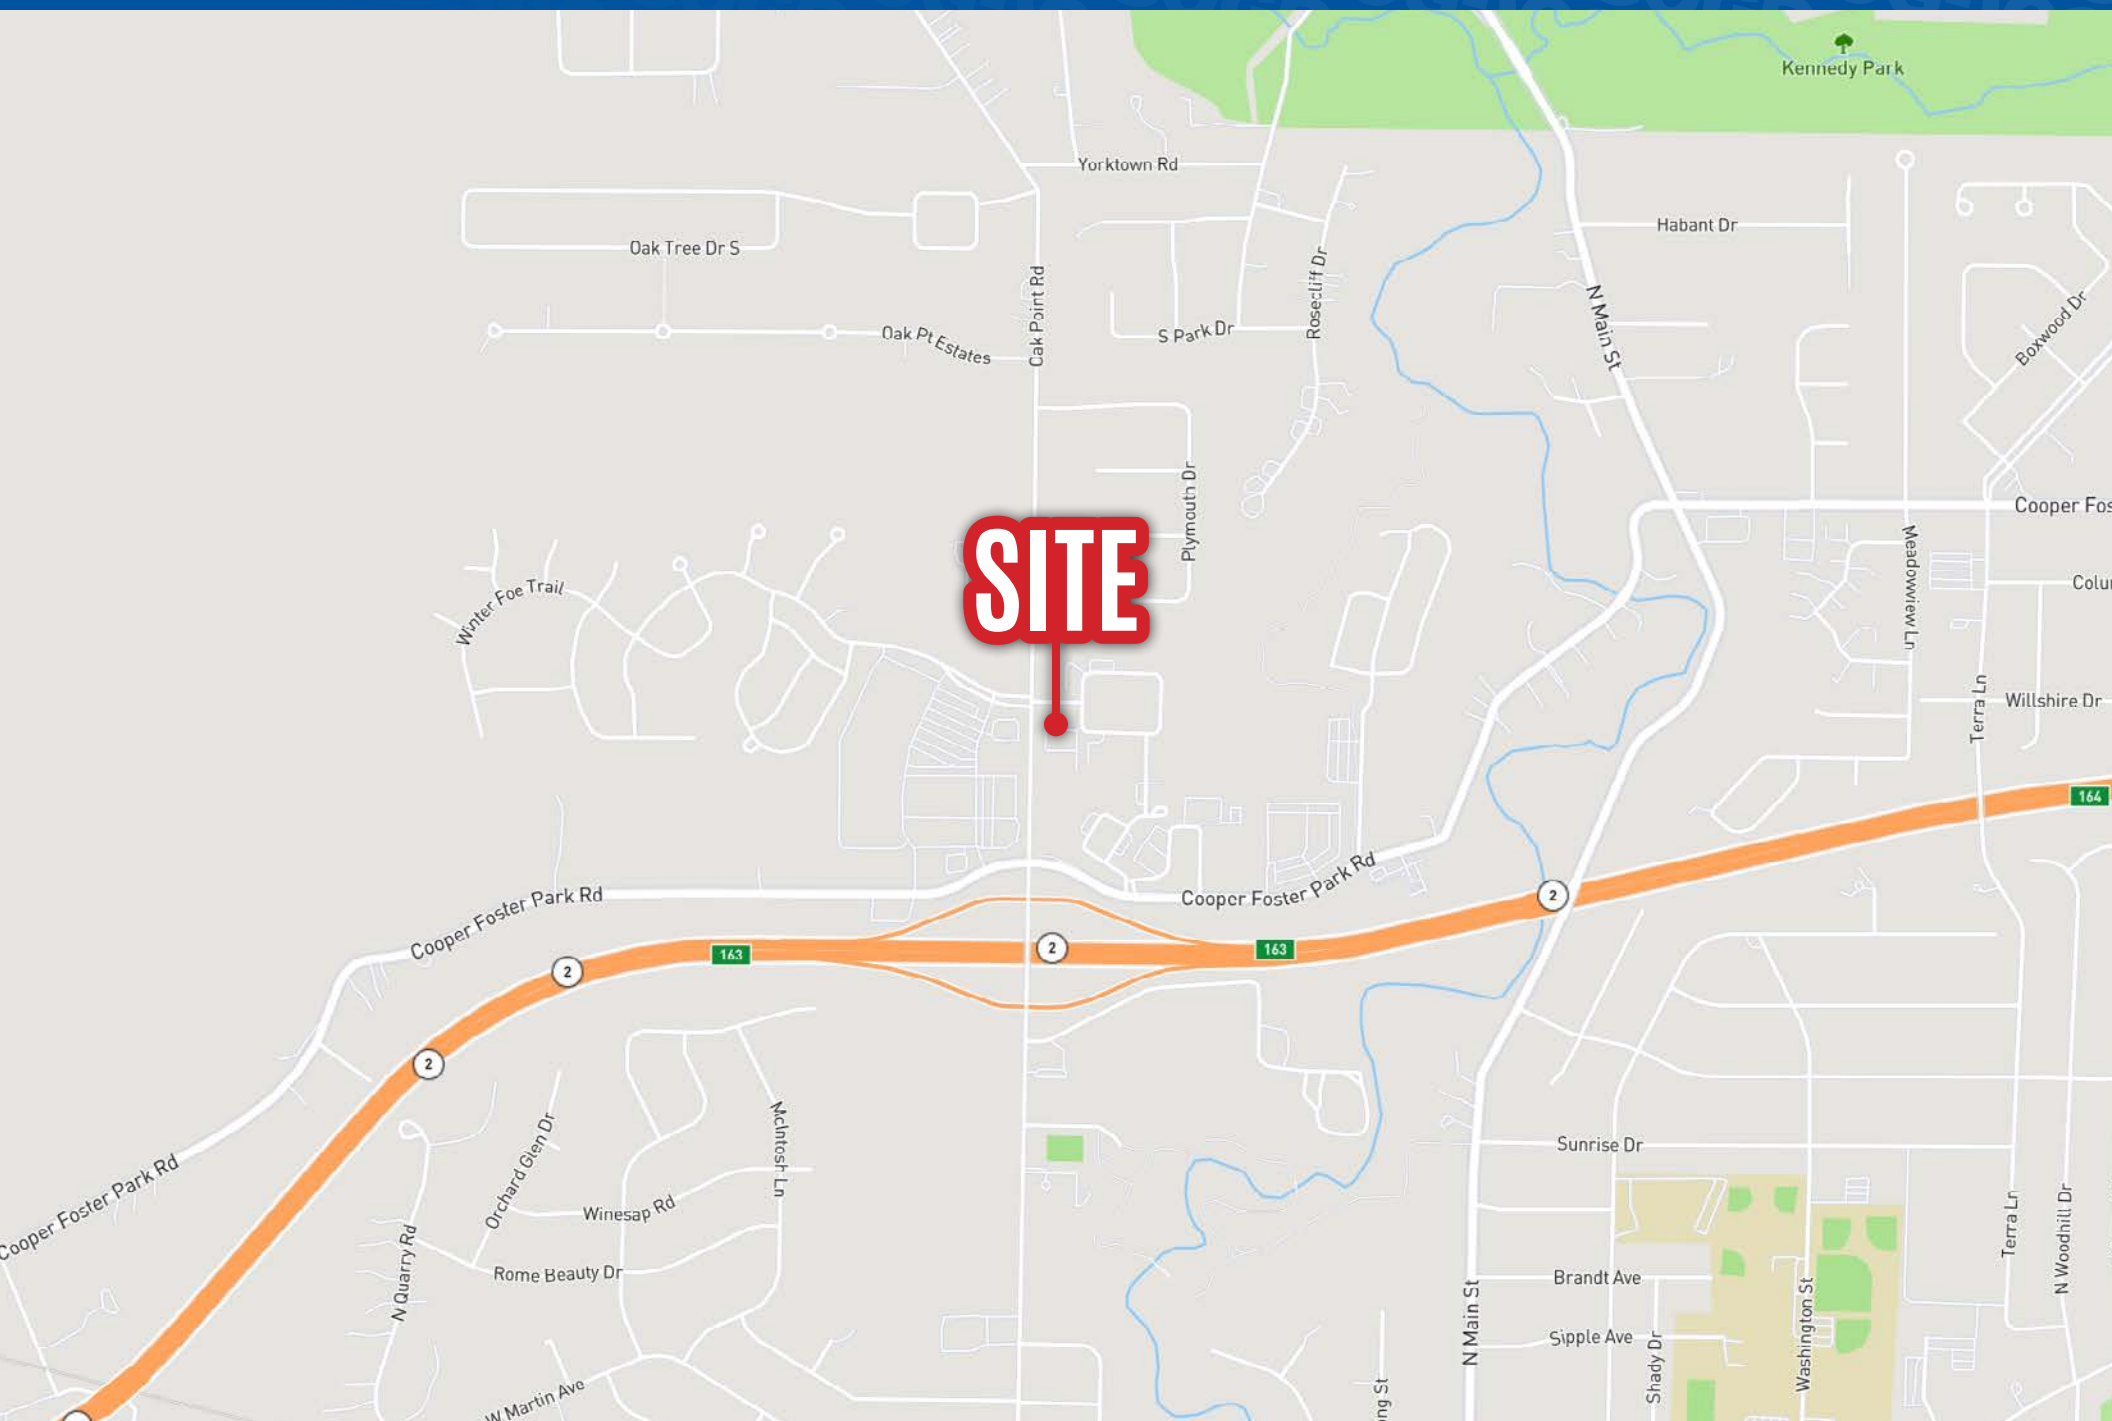 Kennedy Park
Yorktown Rd
Habant Dr
Oak Tree Dr S
Oak Point Rd
Rosecliff Dr
N Main St
Boxwood Dr
Oak Pt Estates
S Park Dr
Plymouth Dr
Cooper Fos
SITE
Meadowview Ln
Winter Foe Trail
Colu
Terra Ln
Willshire Dr
164
Cooper Foster Park Rd
Cooper Foster Park Rd
2
163
2
163
2
2
Cooper Foster Park Rd
Orchard Glen Dr
McIntosh Ln
Sunrise Dr
Winesap Rd
N Quarry Rd
Rome Beauty Dr
Terra Ln
N Woodhill Dr
Brandt Ave
N Main St
Washington St
Sipple Ave
Shady Dr
W Martin Ave
ong St